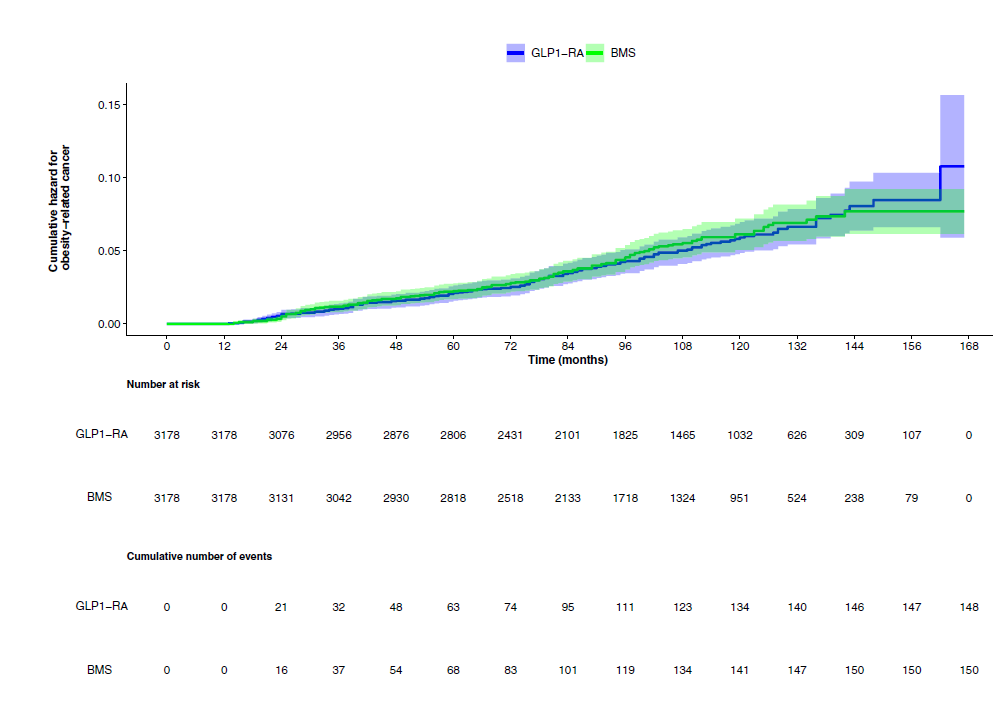 GLP1−RA BMS
Cumulative hazard for
obesity−related cancer
0.15
0.10
0.05
0.00
0 12 24 36 48 60 72 84 96 108 120 132 144 156 168
Time (months)
Number at risk
GLP1−RA 3178 3178 3076 2956 2876 2806 2431 2101 1825 1465 1032 626 309 107 0
BMS 3178 3178 3131 3042 2930 2818 2518 2133 1718 1324 951 524 238 79 0
Cumulative number of events
GLP1−RA 0 0 21 32 48 63 74 95 111 123 134 140 146 147 148
BMS 0 0 16 37 54 68 83 101 119 134 141 147 150 150 150